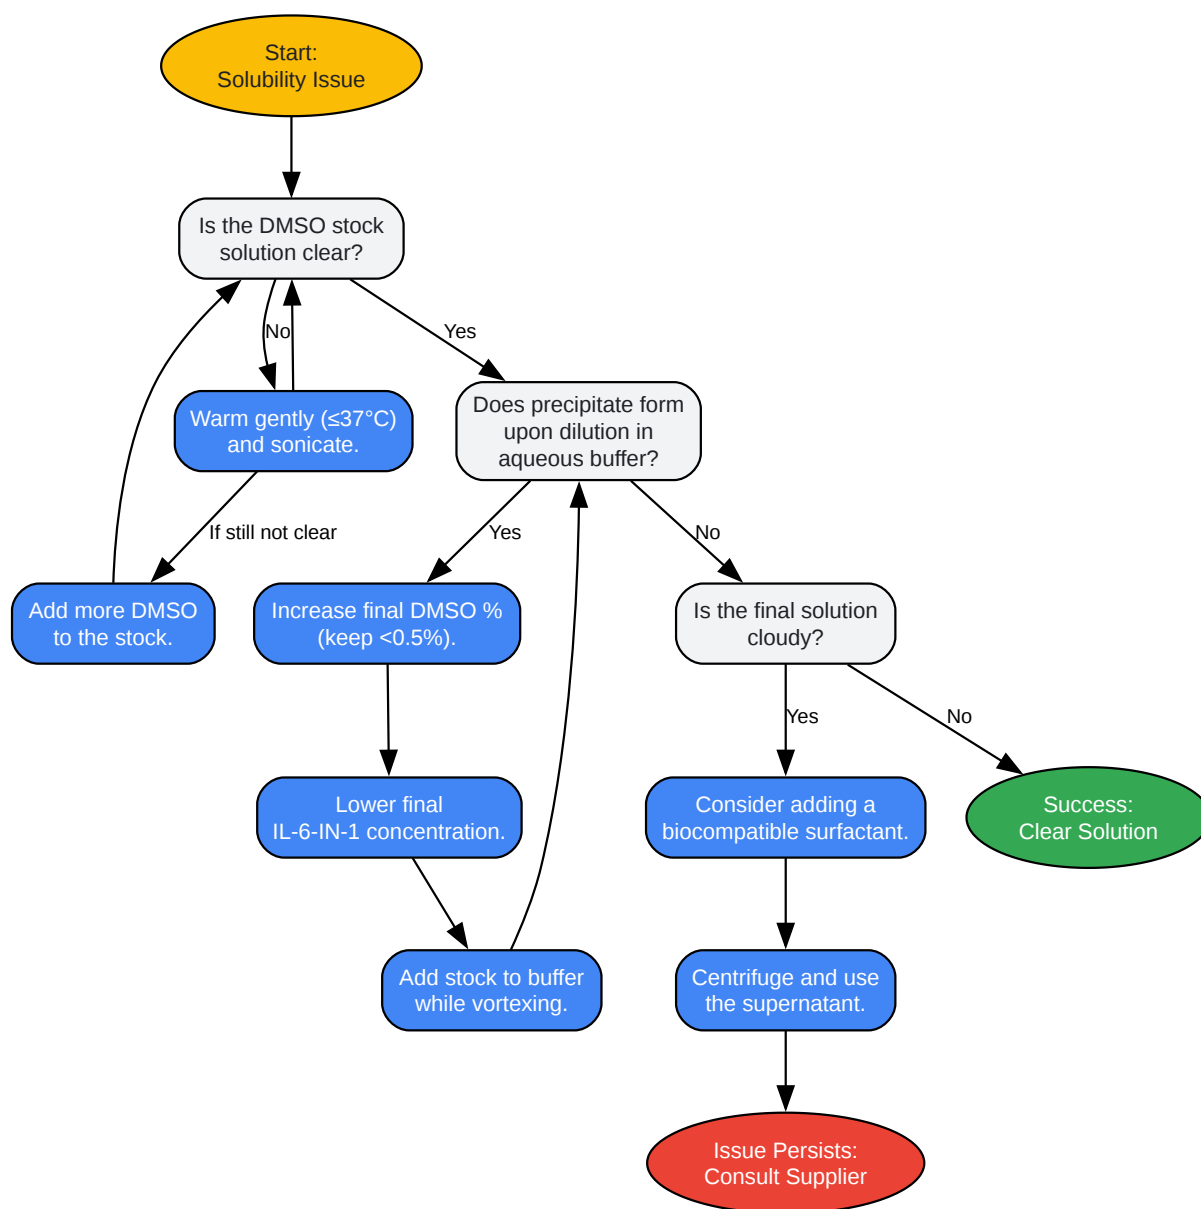 Start:
Solubility Issue
Is the DMSO stock
solution clear?
No
Yes
Warm gently (≤37°C)
and sonicate.
Does precipitate form
upon dilution in
aqueous buffer?
If still not clear
Yes
No
Add more DMSO
to the stock.
Increase final DMSO %
(keep <0.5%).
Is the final solution
cloudy?
Yes
No
Lower final
IL-6-IN-1 concentration.
Consider adding a
biocompatible surfactant.
Success:
Clear Solution
Add stock to buffer
while vortexing.
Centrifuge and use
the supernatant.
Issue Persists:
Consult Supplier